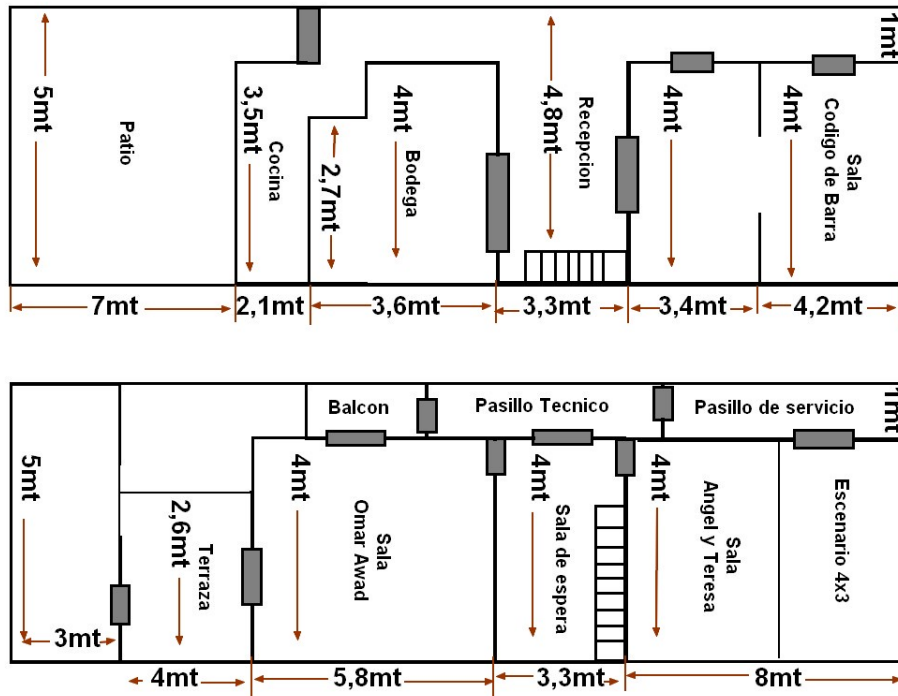 5mt
Patio
3,5mt
Cocina
2,7mt
4mt
Bodega
4,8mt
Recepcion
4mt
4mt
Sala
Codigo de Barra
1mt
7mt
2,1mt
3,6mt
3,3mt
3,4mt
4,2mt
Balcon
Pasillo Tecnico
Pasillo de servicio
1mt
5mt
2,6mt
Terraza
4mt
Sala
Omar Awad
4mt
Sala de espera
4mt
Sala
Angel y Teresa
Escenario 4x3
3mt
4mt
5,8mt
3,3mt
8mt